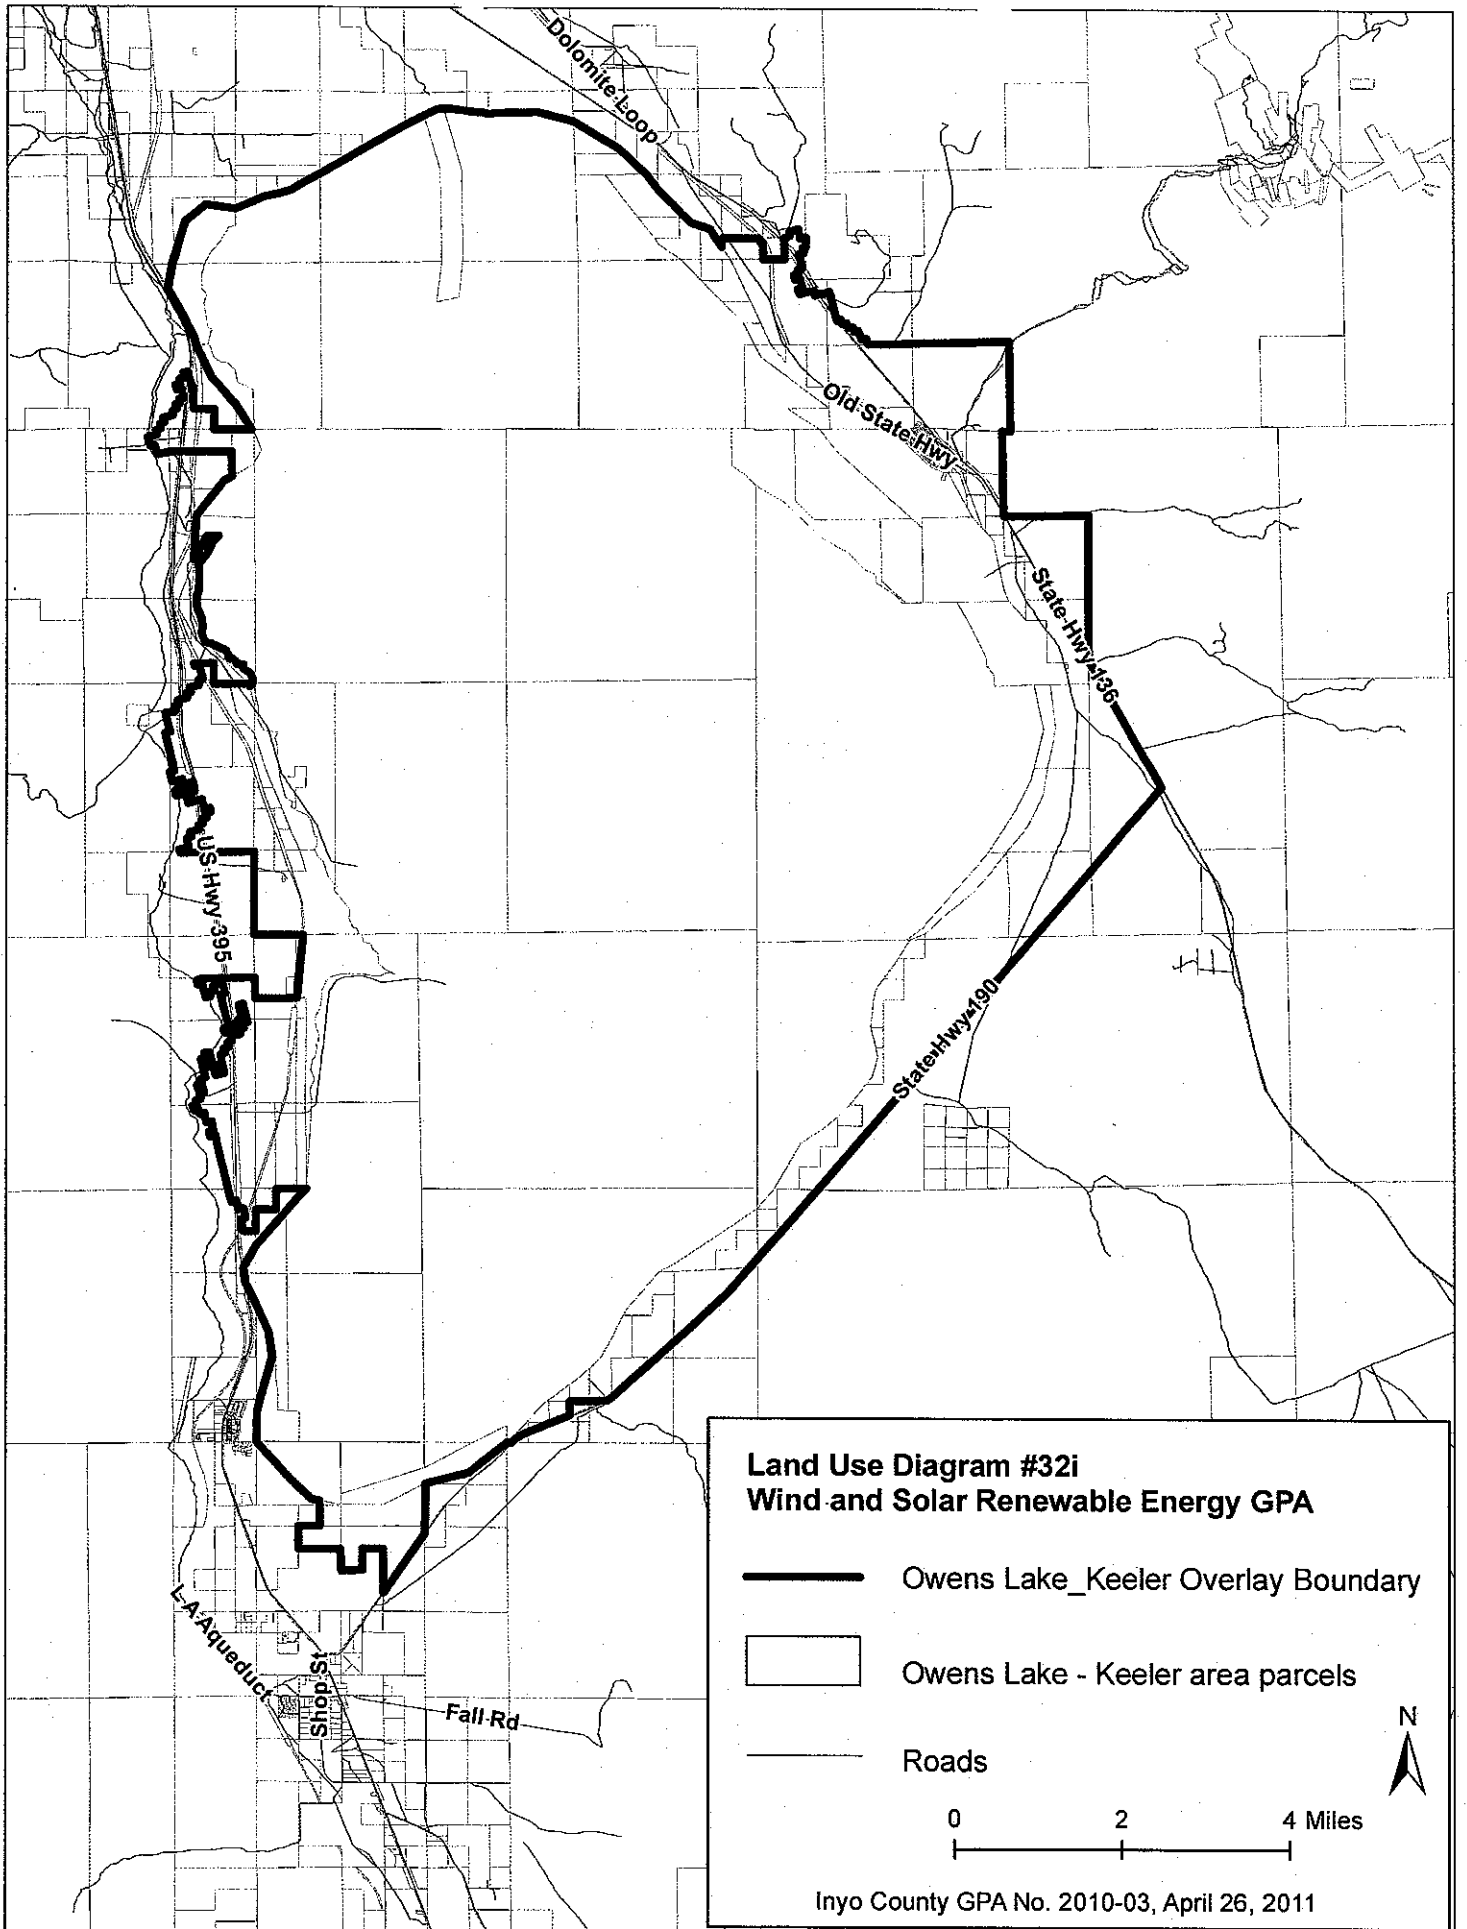 Dolomite Loop
Old State Hwy
State Hwy 136
US Hwy 395
State Hwy 190
L A Aqueduct
Shop St
Fall Rd
Land Use Diagram #32i
Wind and Solar Renewable Energy GPA
Owens Lake_Keeler Overlay Boundary
Owens Lake - Keeler area parcels
Roads
N
0 2 4 Miles
Inyo County GPA No. 2010-03, April 26, 2011